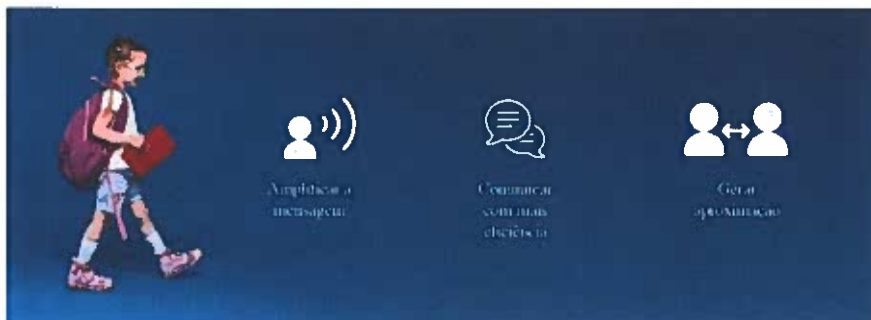 Amplificar a
mensagem
Comunicar
com mais
eficiência
Gerar
aproximação